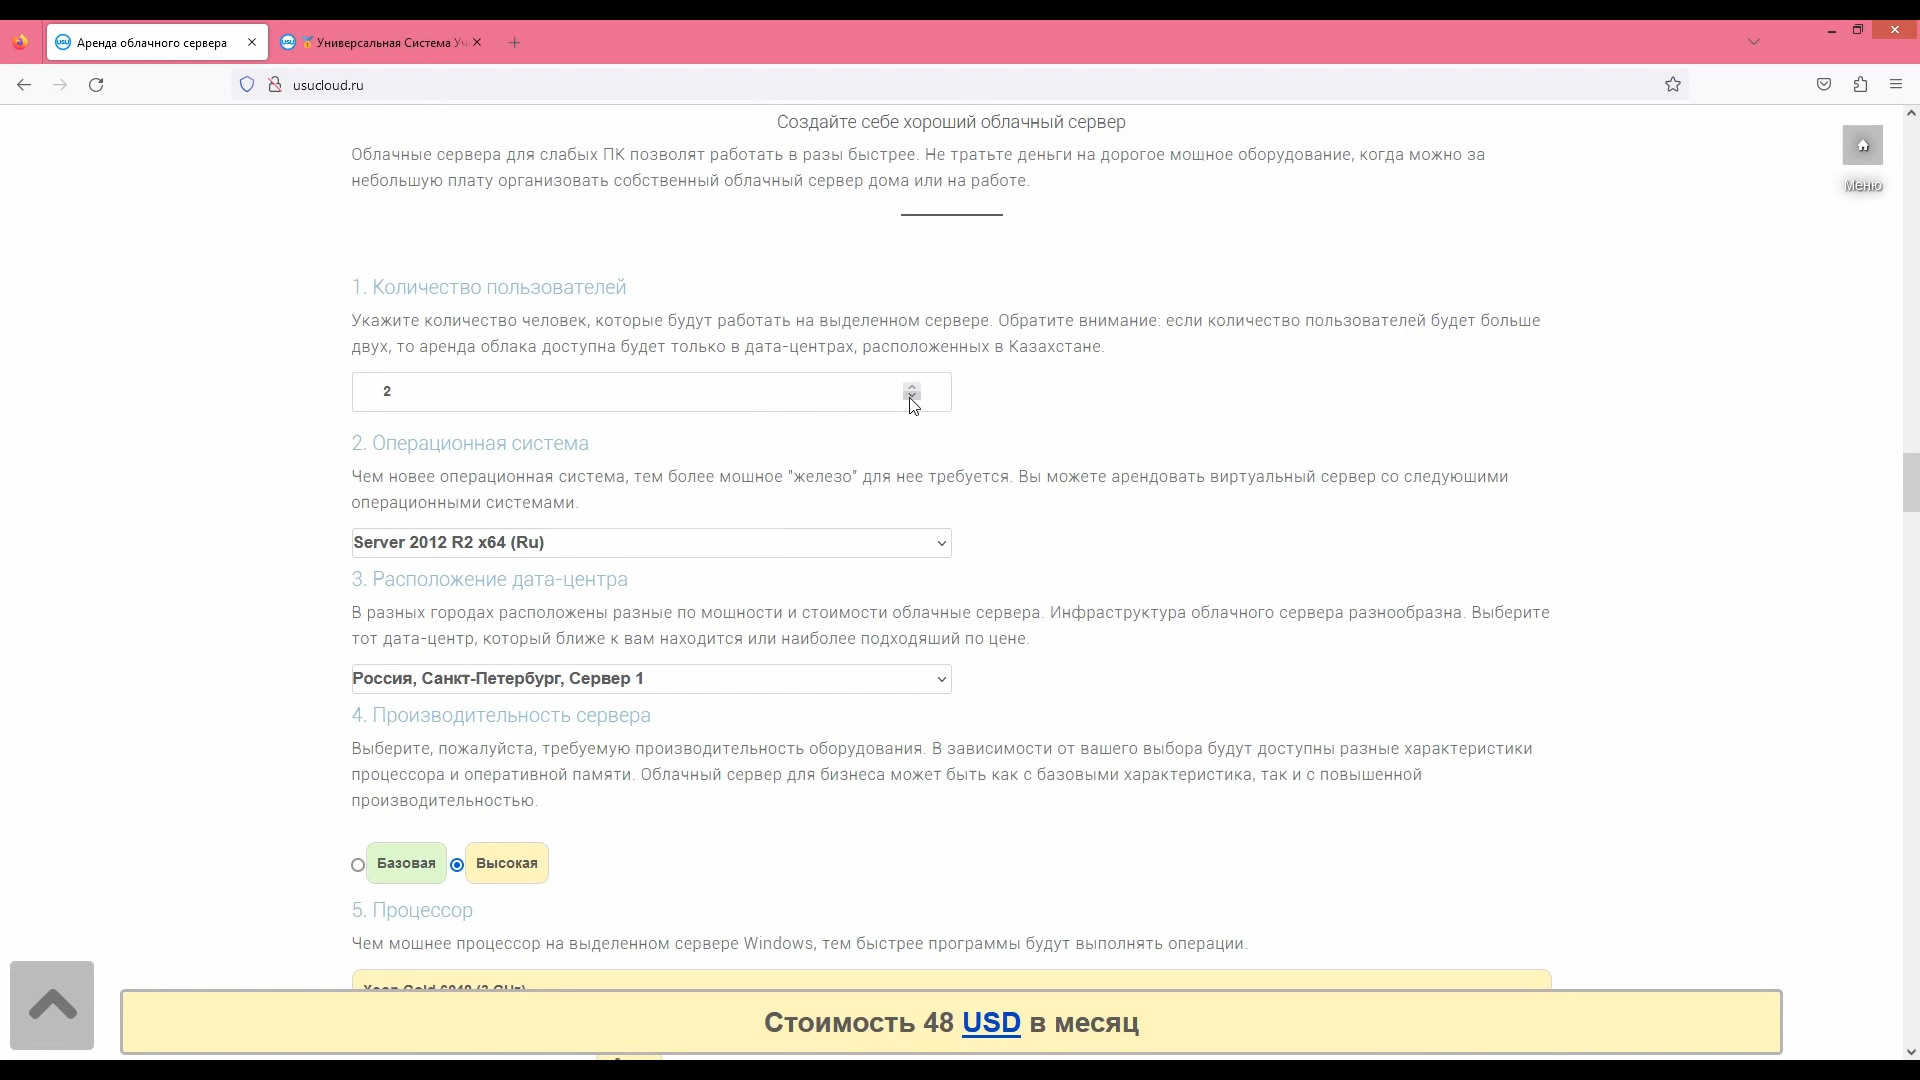 Аренда облачного сервера
Универсальная Система Уч
usucloud.ru
Создайте себе хороший облачный сервер
Облачные сервера для слабых ПК позволят работать в разы быстрее. Не тратьте деньги на дорогое мощное оборудование, когда можно за
небольшую плату организовать собственный облачный сервер дома или на работе.
Меню
1. Количество пользователей
Укажите количество человек, которые будут работать на выделенном сервере. Обратите внимание: если количество пользователей будет больше
двух, то аренда облака доступна будет только в дата-центрах, расположенных в Казахстане.
2
2. Операционная система
Чем новее операционная система, тем более мощное "железо" для нее требуется. Вы можете арендовать виртуальный сервер со следующими
операционными системами.
Server 2012 R2 x64 (Ru)
3. Расположение дата-центра
В разных городах расположены разные по мощности и стоимости облачные сервера. Инфраструктура облачного сервера разнообразна. Выберите
тот дата-центр, который ближе к вам находится или наиболее подходящий по цене.
Россия, Санкт-Петербург, Сервер 1
4. Производительность сервера
Выберите, пожалуйста, требуемую производительность оборудования. В зависимости от вашего выбора будут доступны разные характеристики
процессора и оперативной памяти. Облачный сервер для бизнеса может быть как с базовыми характеристика, так и с повышенной
производительностью.
Базовая Высокая
5. Процессор
Чем мощнее процессор на выделенном сервере Windows, тем быстрее программы будут выполнять операции.
Стоимость 48 USD в месяц